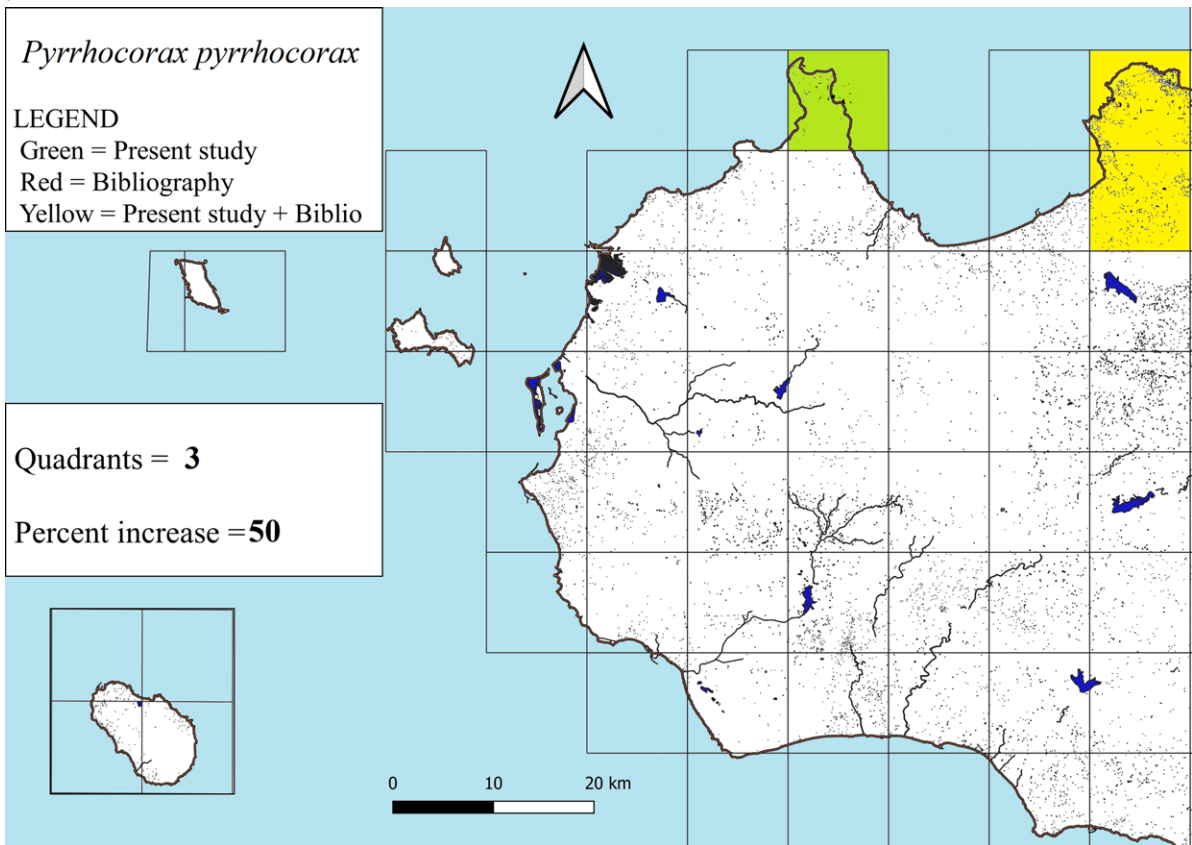 Pyrrhocorax pyrrhocorax
LEGEND
Green = Present study
Red = Bibliography
Yellow = Present study + Biblio
Quadrants = 3
Percent increase =50
0 10 20 km